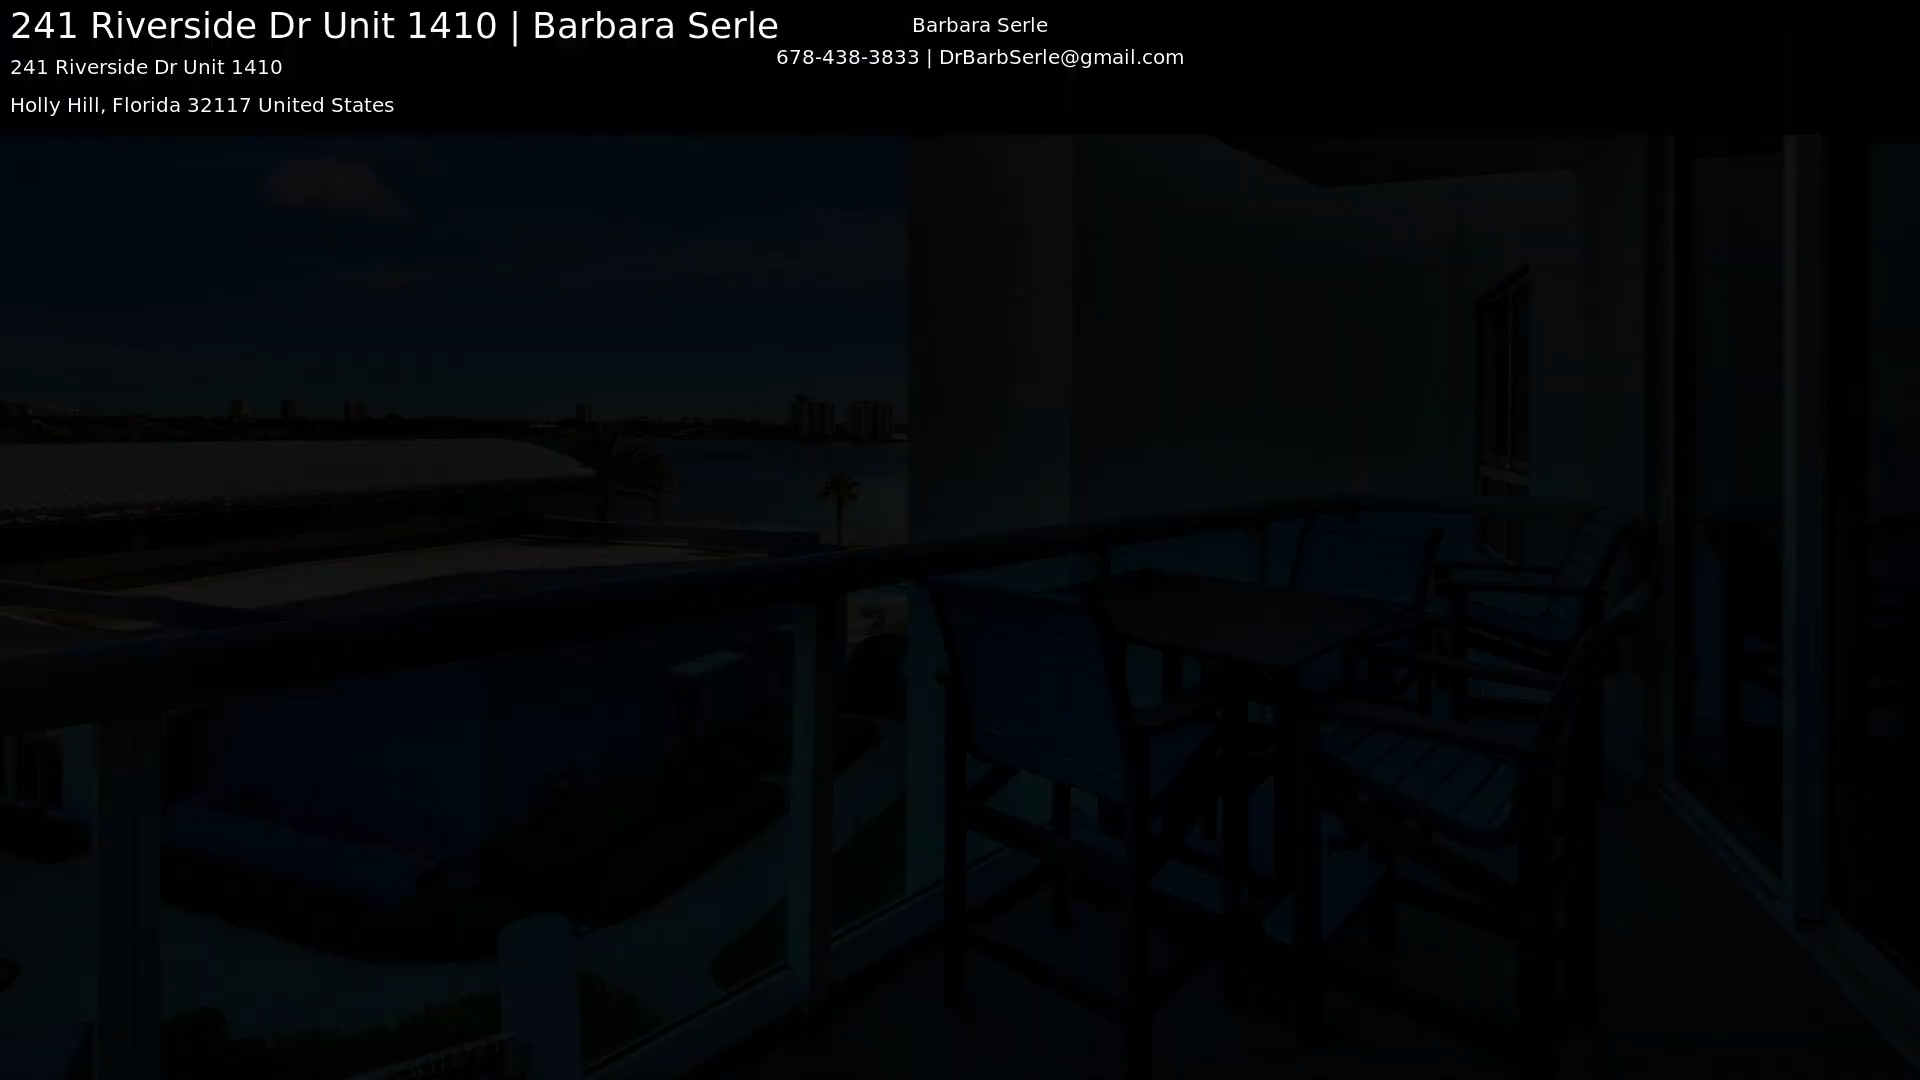 241 Riverside Dr Unit 1410 | Barbara Serle
241 Riverside Dr Unit 1410
Holly Hill, Florida 32117 United States
Barbara Serle
678-438-3833 | DrBarbSerle@gmail.com